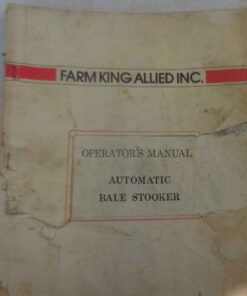 FARM KING ALLIED INC.
OPERATOR'S MANUAL
AUTOMATIC
BALE STOOKER